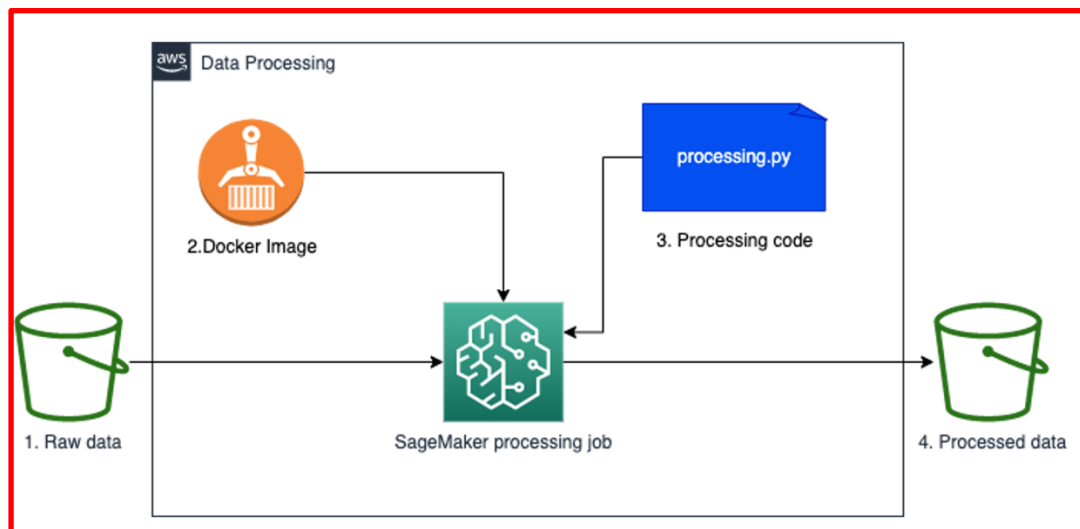 aws
Data Processing
processing.py
2.Docker Image
3. Processing code
1. Raw data
SageMaker processing job
4. Processed data